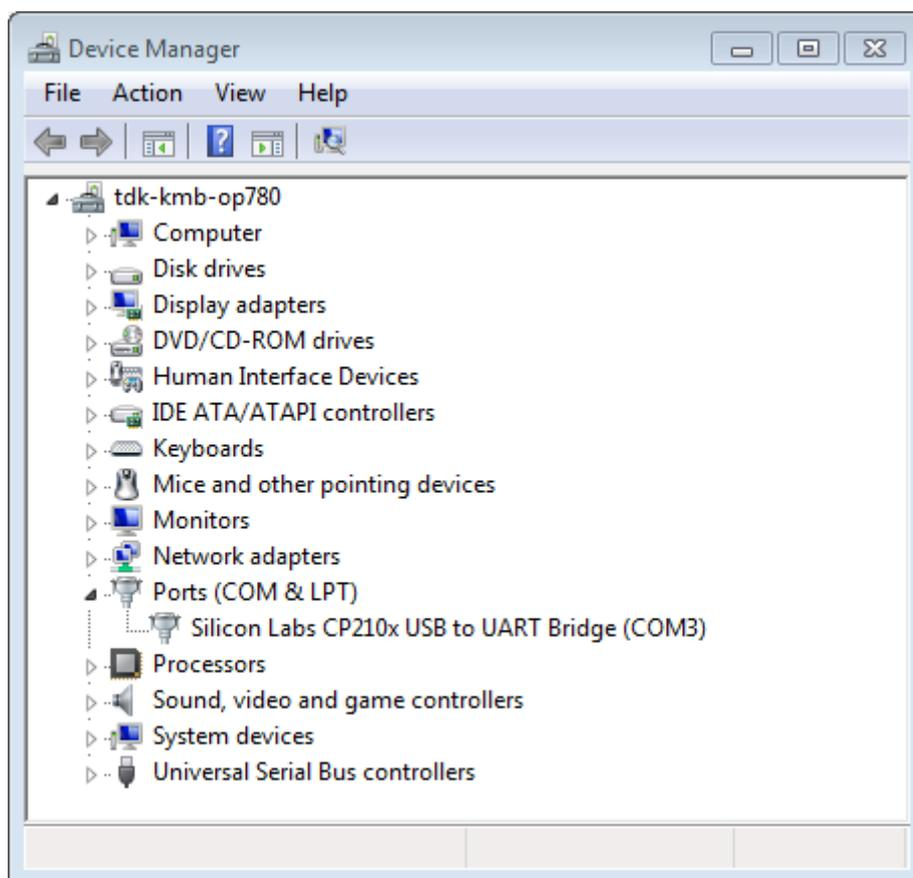 Device Manager
File Action View Help
tdk-kmb-op780
Computer
Disk drives
Display adapters
DVD/CD-ROM drives
Human Interface Devices
IDE ATA/ATAPI controllers
Keyboards
Mice and other pointing devices
Monitors
Network adapters
Ports (COM & LPT)
Silicon Labs CP210x USB to UART Bridge (COM3)
Processors
Sound, video and game controllers
System devices
Universal Serial Bus controllers